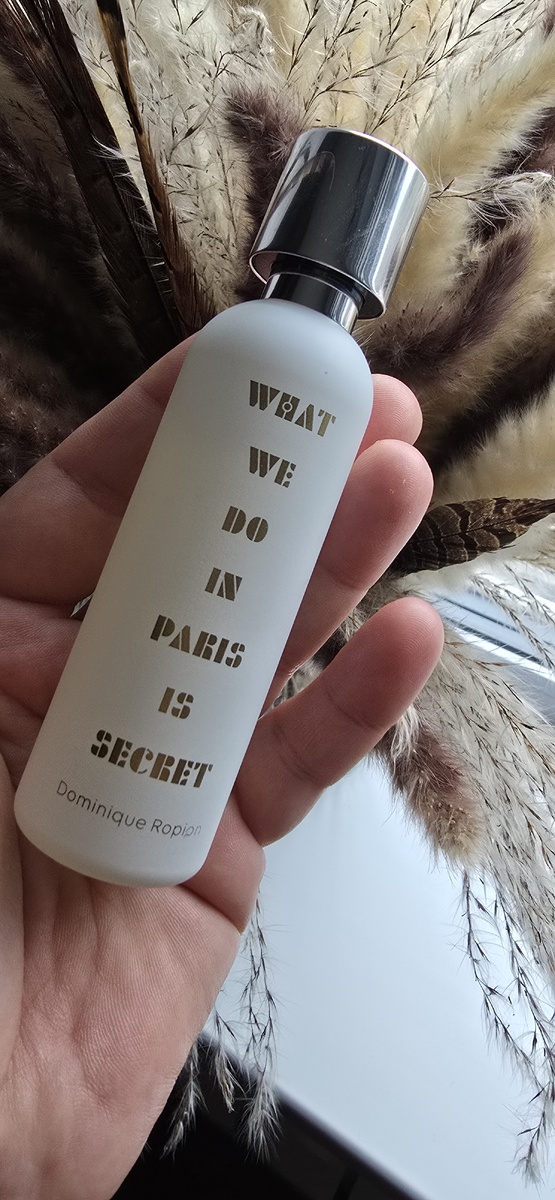 WHAT
WE
DO
IN
PARIS
IS
SECRET
Dominique Ropion